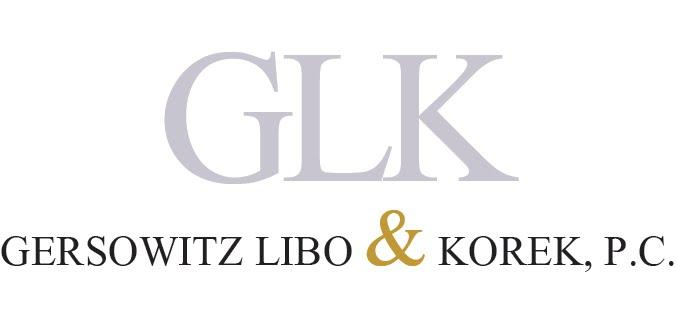 GLK
GERSOWITZ LIBO & KOREK, P.C.